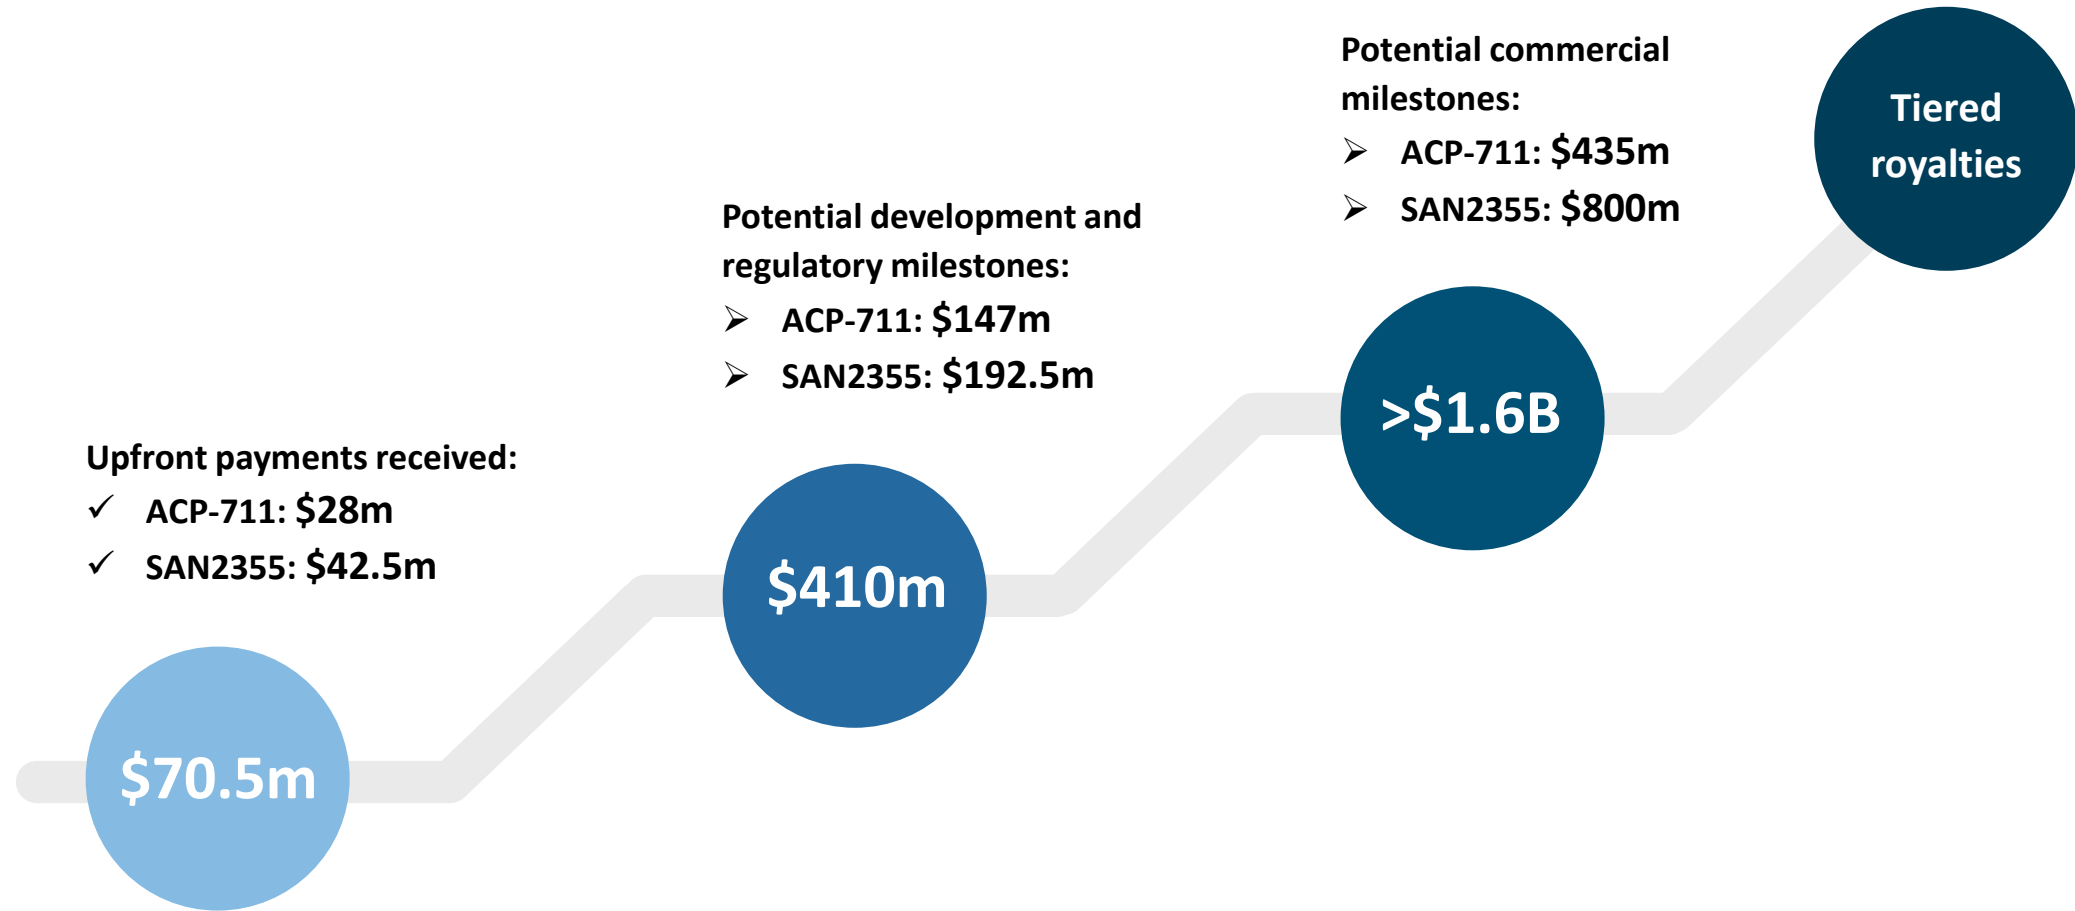 Upfront payments received:
✓ ACP-711: $28m
✓ SAN2355: $42.5m
$70.5m
Potential development and
regulatory milestones:
➢ ACP-711: $147m
➢ SAN2355: $192.5m
$410m
Potential commercial
milestones:
➢ ACP-711: $435m
➢ SAN2355: $800m
>$1.6B
Tiered
royalties